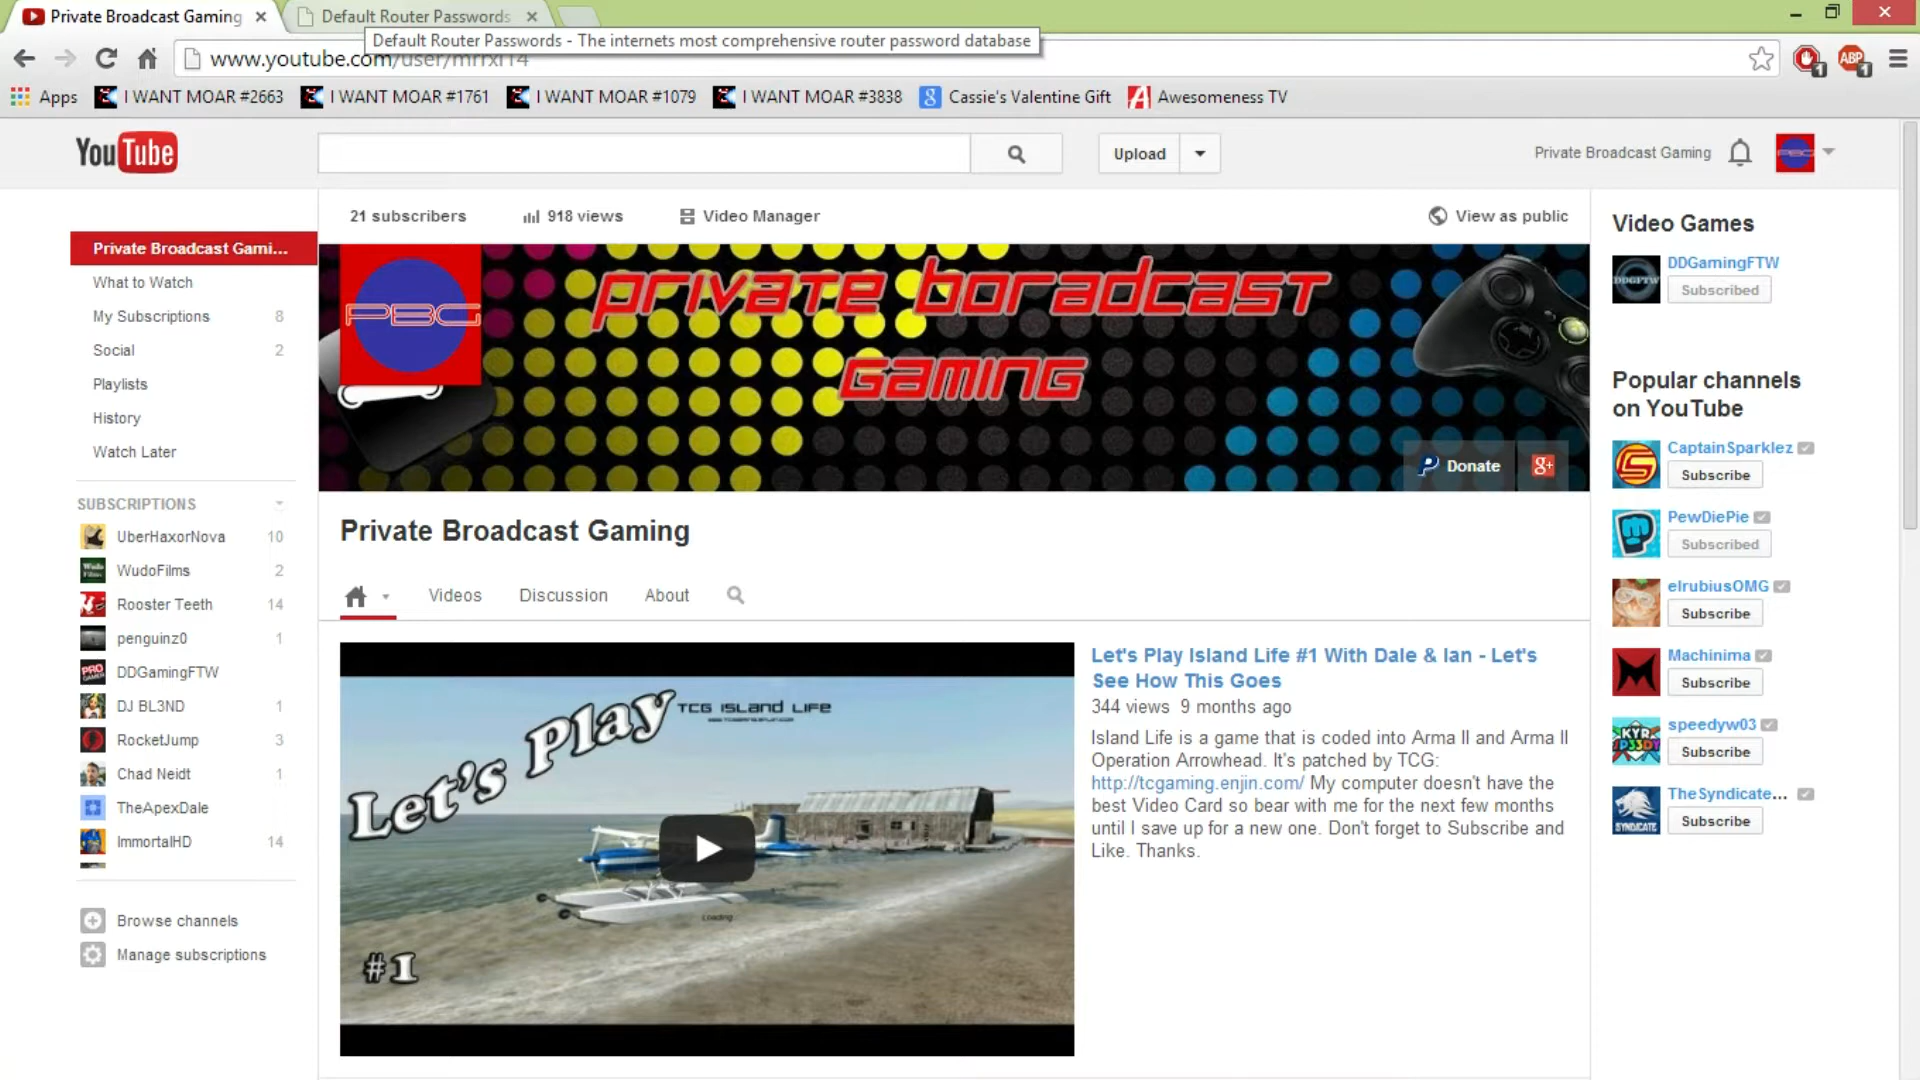 Private Broadcast Gaming
Default Router Passwords
Default Router Passwords - The internets most comprehensive router password database
www.youtube.com/user/mrrxl14
Apps
I WANT MOAR #2663
I WANT MOAR #1761
I WANT MOAR #1079
I WANT MOAR #3838
Cassie's Valentine Gift
Awesomeness TV
YouTube
Upload
Private Broadcast Gaming
PBG
21 subscribers
918 views
Video Manager
View as public
Private Broadcast Gami...
What to Watch
My Subscriptions 8
Social 2
Playlists
History
Watch Later
SUBSCRIPTIONS
UberHaxorNova 10
WudoFilms 2
Rooster Teeth 14
penguinz0 1
DDGamingFTW
DJ BL3ND 1
RocketJump 3
Chad Neidt 1
TheApexDale
ImmortalHD 14
Browse channels
Manage subscriptions
PBG
private boradcast
gaming
Donate
Private Broadcast Gaming
Videos
Discussion
About
Let's Play
TCG ISLAND LIFE
Loading
#1
Let's Play Island Life #1 With Dale & Ian - Let's
See How This Goes
344 views 9 months ago
Island Life is a game that is coded into Arma II and Arma II
Operation Arrowhead. It's patched by TCG:
http://tcgaming.enjin.com/ My computer doesn't have the
best Video Card so bear with me for the next few months
until I save up for a new one. Don't forget to Subscribe and
Like. Thanks.
Video Games
DDGFTW
DDGamingFTW
Subscribed
Popular channels
on YouTube
CaptainSparklez
Subscribe
PewDiePie
Subscribed
elrubiusOMG
Subscribe
Machinima
Subscribe
speedyw03
Subscribe
TheSyndicate...
SYNDICATE
Subscribe